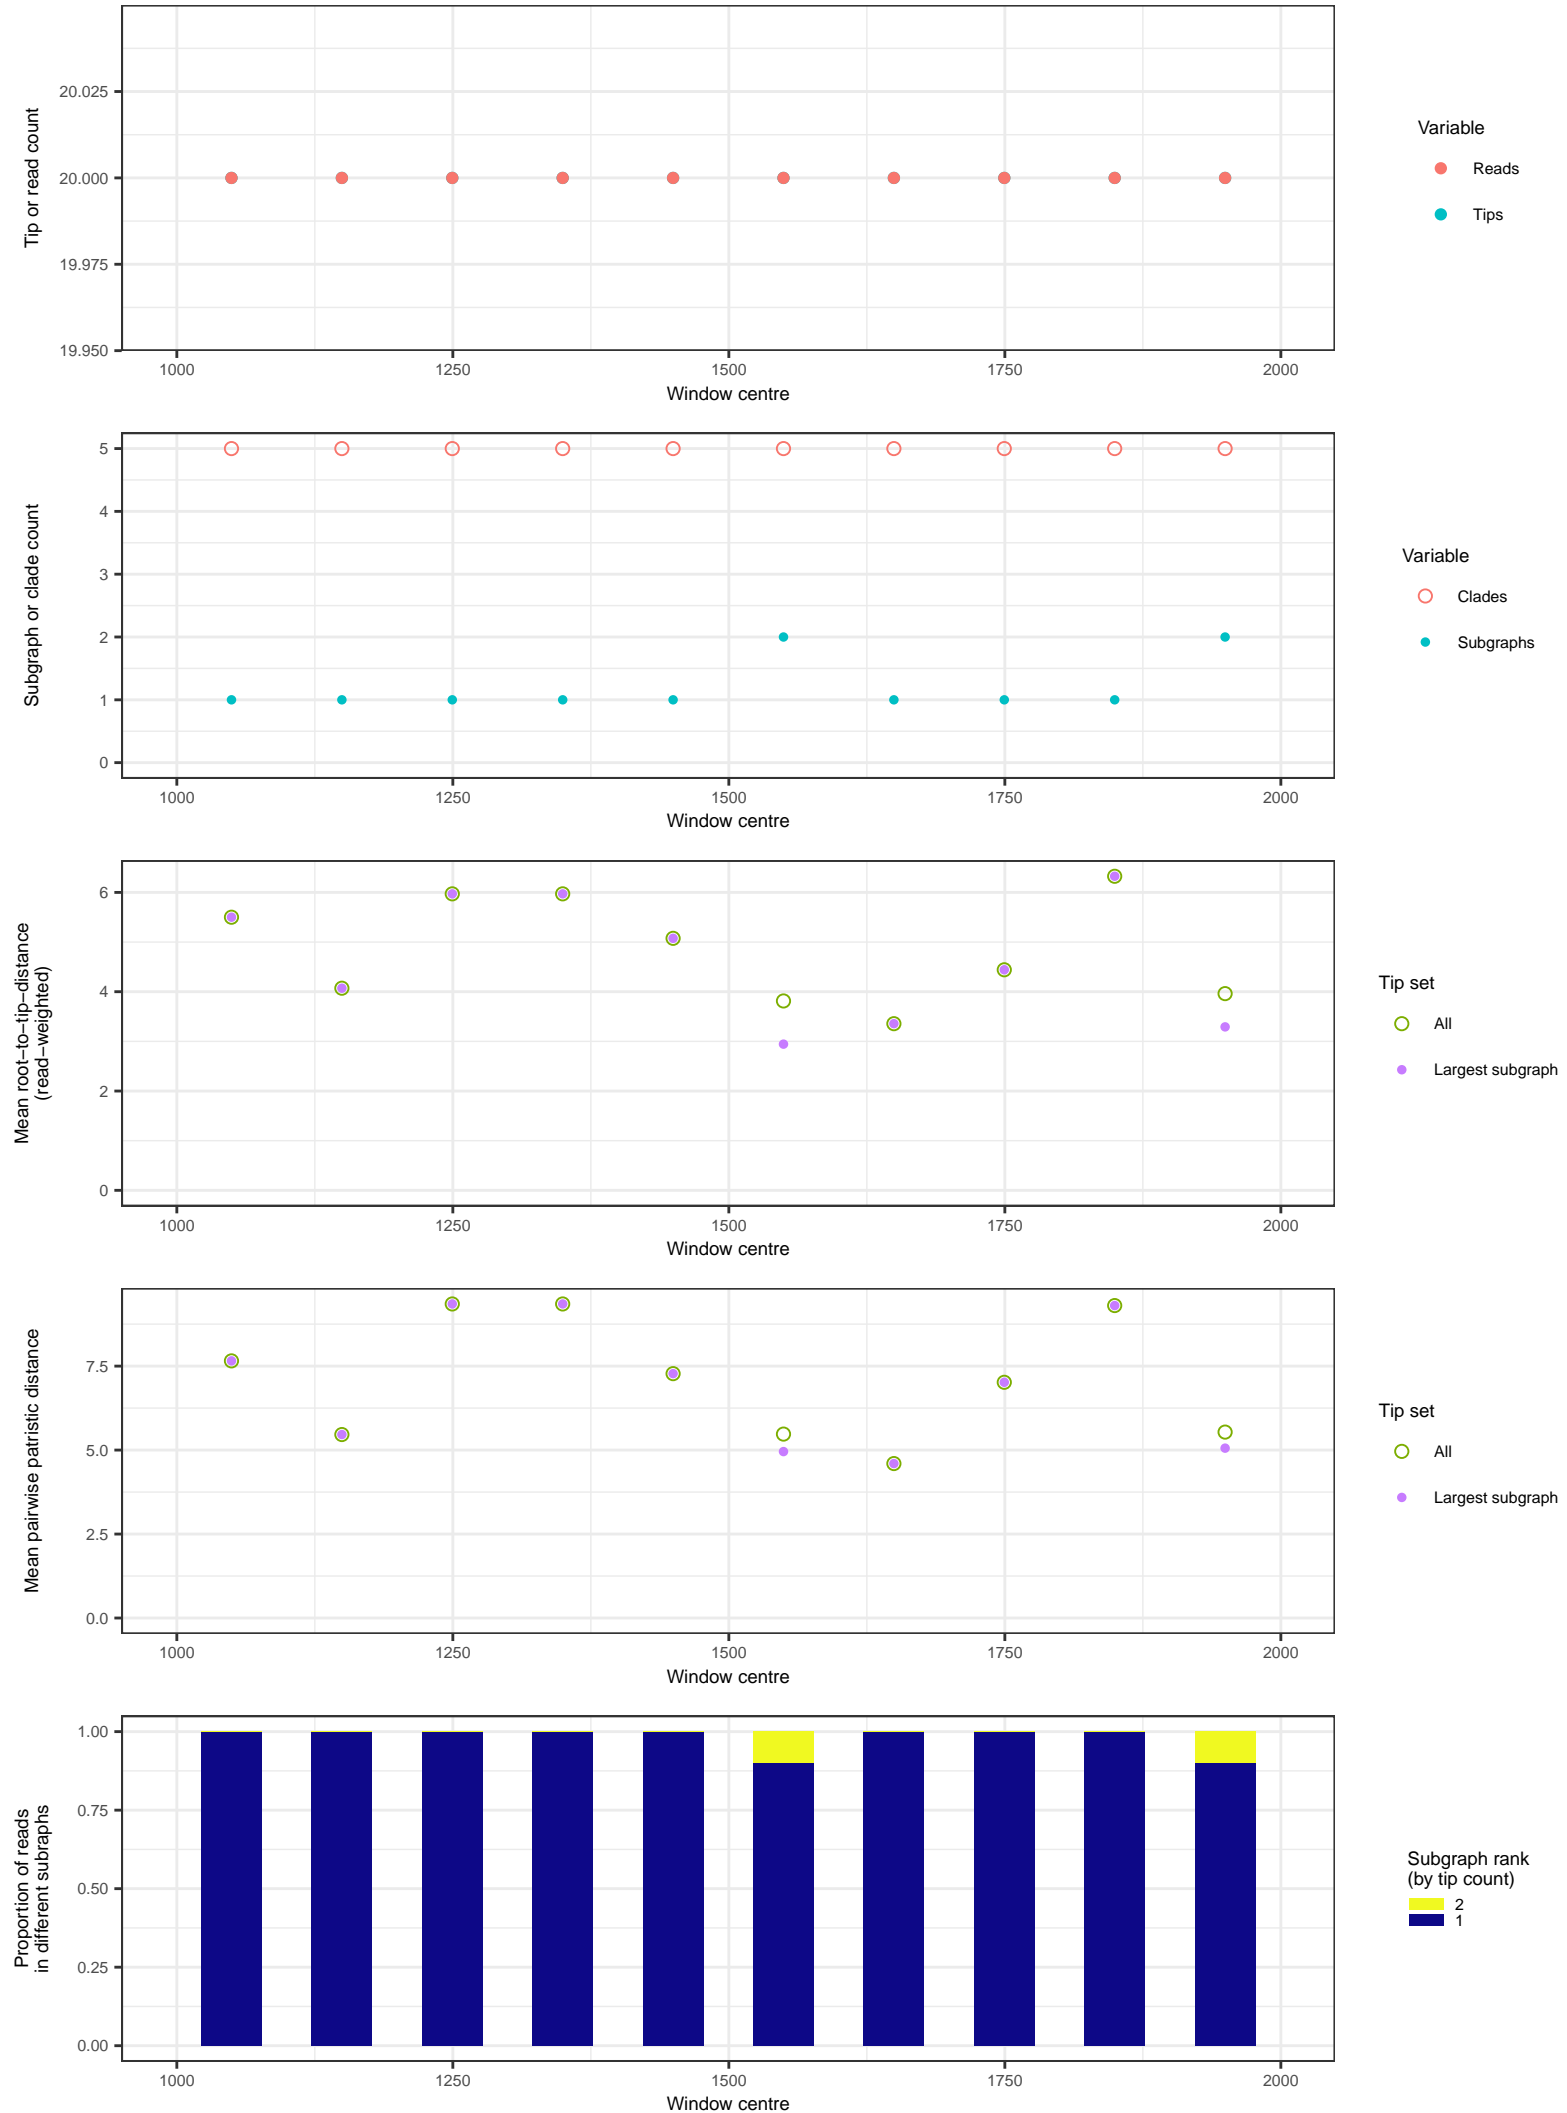 Tip or read count
20.025
20.000
19.975
19.950
1000 1250 1500 1750 2000
Window centre
Variable
Reads
Tips
Subgraph or clade count
5
4
3
2
1
0
1000 1250 1500 1750 2000
Window centre
Variable
Clades
Subgraphs
Mean root−to−tip−distance
(read−weighted)
6
4
2
0
1000 1250 1500 1750 2000
Window centre
Tip set
All
Largest subgraph
Mean pairwise patristic distance
7.5
5.0
2.5
0.0
1000 1250 1500 1750 2000
Window centre
Tip set
All
Largest subgraph
Proportion of reads
in different subraphs
1.00
0.75
0.50
0.25
0.00
1000 1250 1500 1750 2000
Window centre
Subgraph rank
(by tip count)
2
1